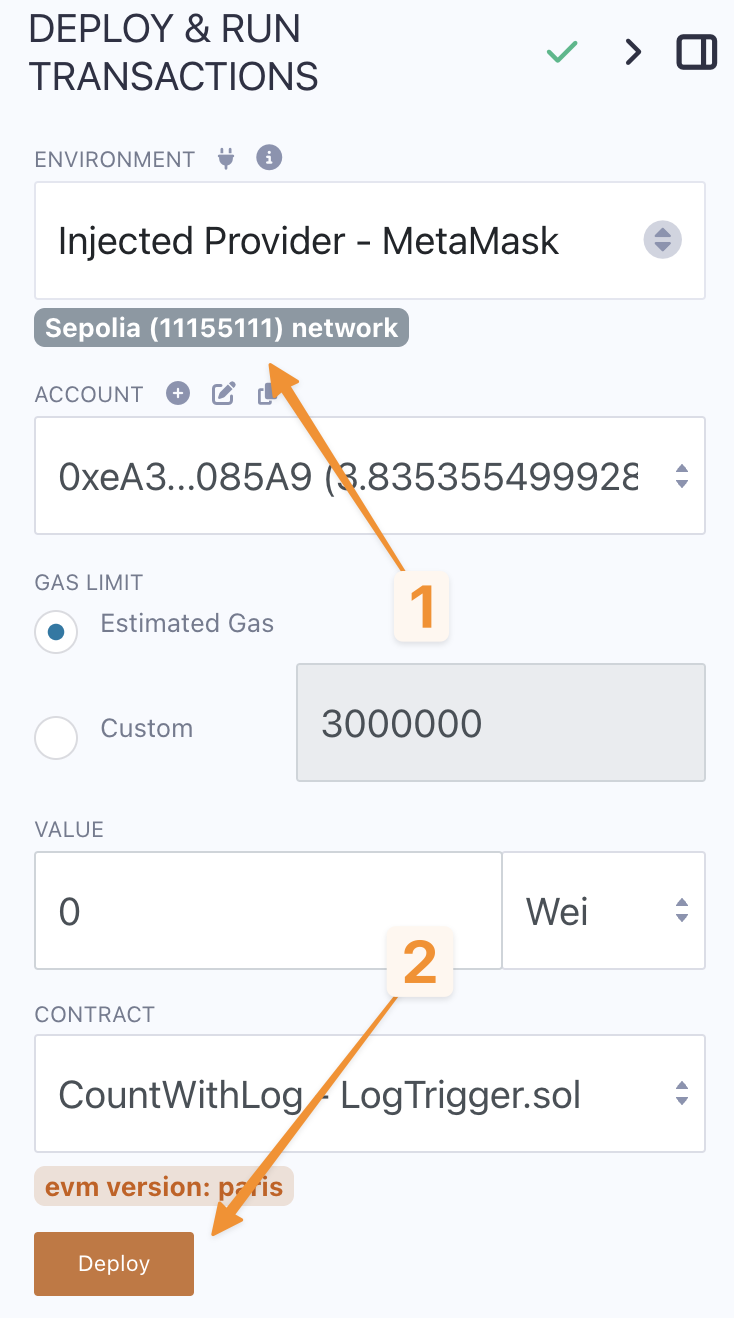 DEPLOY & RUN
TRANSACTIONS
ENVIRONMENT
Injected Provider - MetaMask
Sepolia (11155111) network
ACCOUNT
0xeA3...085A9 (3.835355499928
GAS LIMIT
Estimated Gas
1
Custom
3000000
VALUE
0
Wei
2
CONTRACT
CountWithLog - LogTrigger.sol
evm version: paris
Deploy